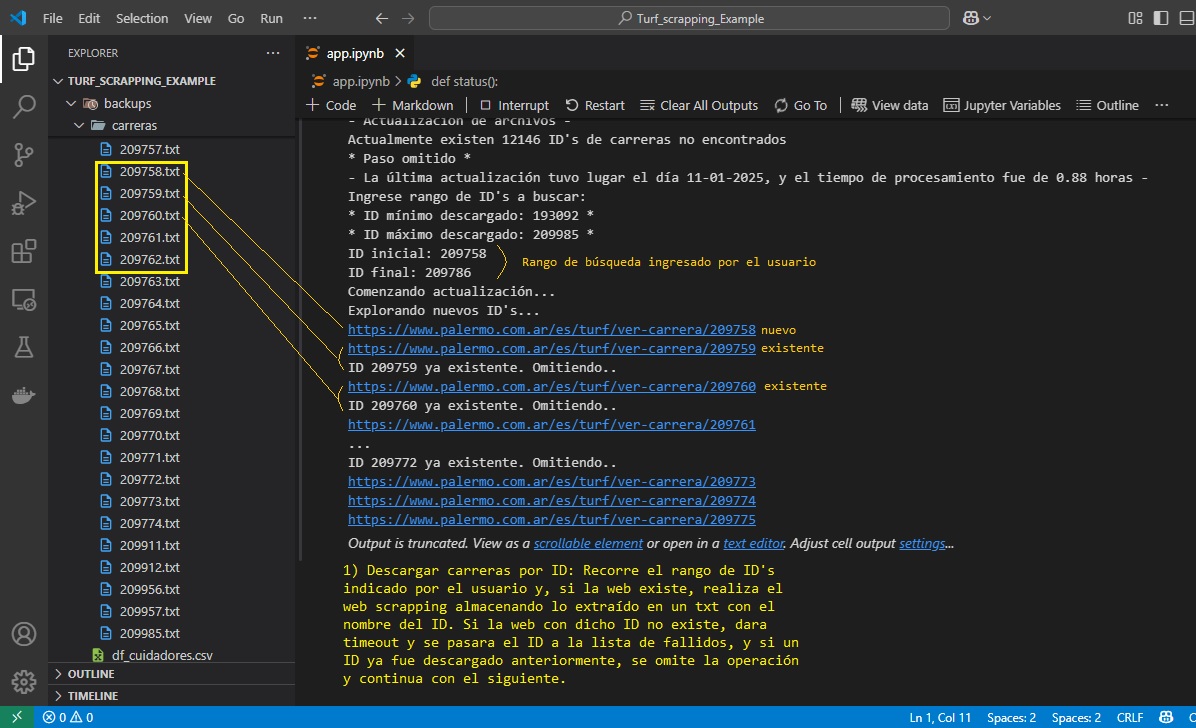 File Edit Selection View Go Run ···
Turf_scrapping_Example
EXPLORER
TURF_SCRAPPING_EXAMPLE
backups
carreras
209757.txt
209758.txt
209759.txt
209760.txt
209761.txt
209762.txt
209763.txt
209764.txt
209765.txt
209766.txt
209767.txt
209768.txt
209769.txt
209770.txt
209771.txt
209772.txt
209773.txt
209774.txt
209911.txt
209912.txt
209956.txt
209957.txt
209985.txt
df_cuidadores.csv
OUTLINE
TIMELINE
app.ipynb
app.ipynb > def status():
Code Markdown Interrupt Restart Clear All Outputs Go To View data Jupyter Variables Outline ···
- Actualización de archivos -
Actualmente existen 12146 ID's de carreras no encontrados
* Paso omitido *
- La última actualización tuvo lugar el día 11-01-2025, y el tiempo de procesamiento fue de 0.88 horas -
Ingrese rango de ID's a buscar:
* ID mínimo descargado: 193092 *
* ID máximo descargado: 209985 *
ID inicial: 209758
Rango de búsqueda ingresado por el usuario
ID final: 209786
Comenzando actualización...
Explorando nuevos ID's...
https://www.palermo.com.ar/es/turf/ver-carrera/209758 nuevo
https://www.palermo.com.ar/es/turf/ver-carrera/209759 existente
ID 209759 ya existente. Omitiendo..
https://www.palermo.com.ar/es/turf/ver-carrera/209760 existente
ID 209760 ya existente. Omitiendo..
https://www.palermo.com.ar/es/turf/ver-carrera/209761
...
ID 209772 ya existente. Omitiendo..
https://www.palermo.com.ar/es/turf/ver-carrera/209773
https://www.palermo.com.ar/es/turf/ver-carrera/209774
https://www.palermo.com.ar/es/turf/ver-carrera/209775
Output is truncated. View as a scrollable element or open in a text editor. Adjust cell output settings...
1) Descargar carreras por ID: Recorre el rango de ID's
indicado por el usuario y, si la web existe, realiza el
web scrapping almacenando lo extraído en un txt con el
nombre del ID. Si la web con dicho ID no existe, dara
timeout y se pasara el ID a la lista de fallidos, y si un
ID ya fue descargado anteriormente, se omite la operación
y continua con el siguiente.
0 0
Ln 1, Col 11 Spaces: 2 Spaces: 2 CRLF